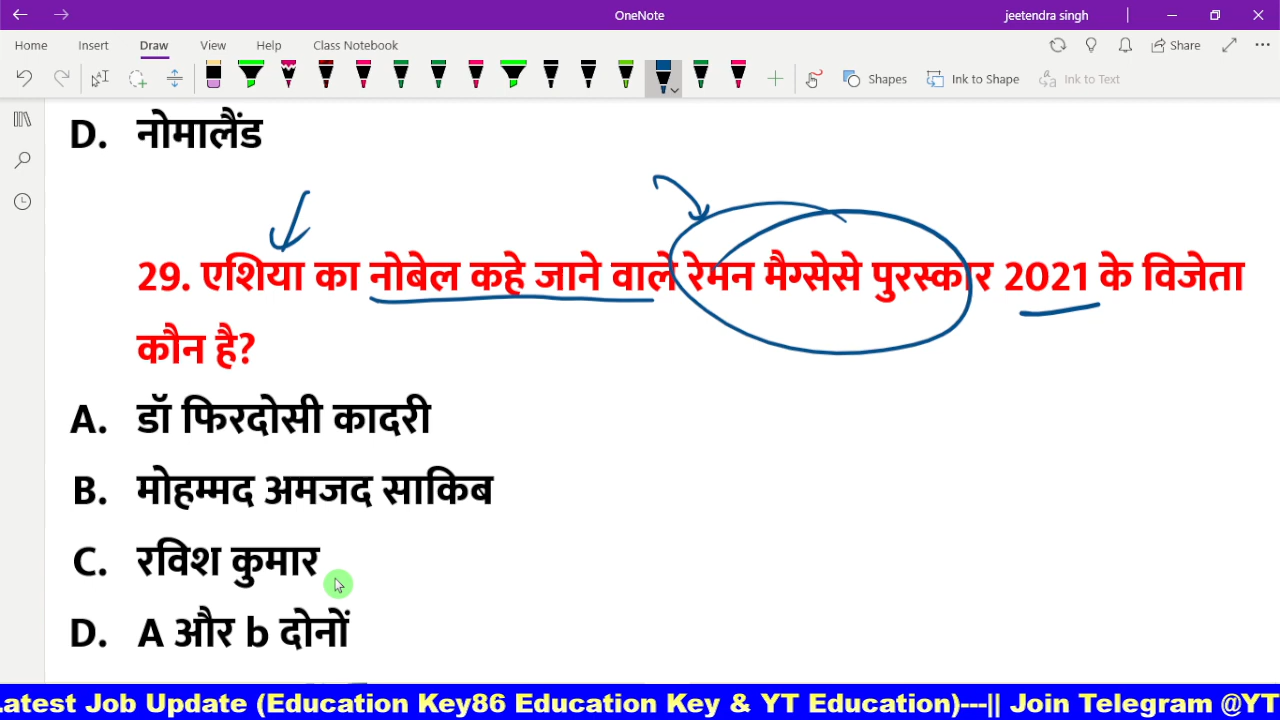 OneNote
jeetendra singh
Home Insert Draw View Help Class Notebook
Share
Shapes Ink to Shape Ink to Text
D. नोमालैंड
29. एशिया का नोबेल कहे जाने वाले रेमन मैग्सेसे पुरस्कार 2021 के विजेता
कौन है?
A. डॉ फिरदोसी कादरी
B. मोहम्मद अमजद साकिब
C. रविश कुमार
D. A और b दोनों
Latest Job Update (Education Key86 Education Key & YT Education)---|| Join Telegram @YT